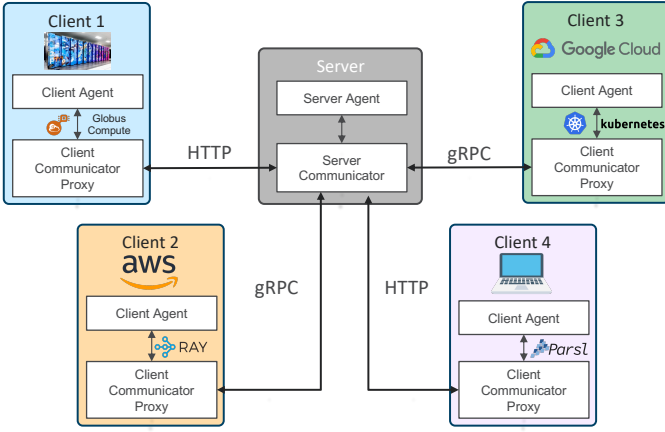 Client 1
Client Agent
Globus
Compute
Client
Communicator
Proxy
HTTP
Server
Server Agent
Server
Communicator
gRPC
Client 3
Google Cloud
Client Agent
kubernetes
Client
Communicator
Proxy
Client 2
aws
Client Agent
RAY
Client
Communicator
Proxy
gRPC
HTTP
Client 4
Client Agent
Parsl
Client
Communicator
Proxy